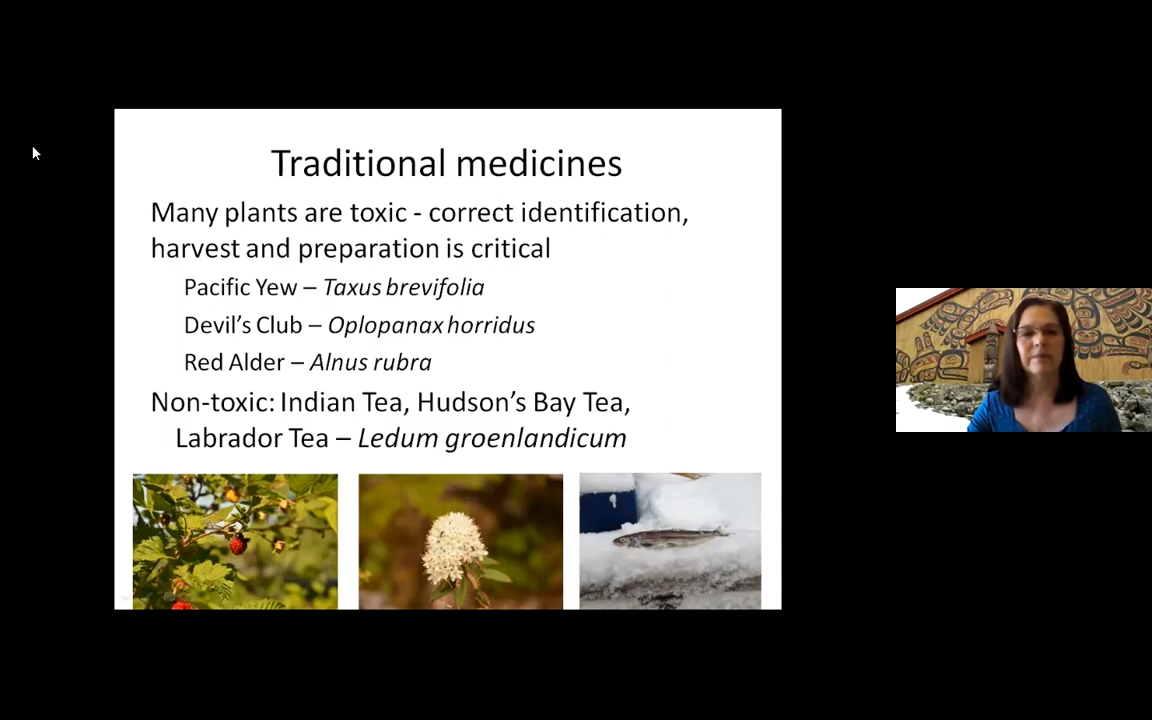 Traditional medicines
Many plants are toxic - correct identification,
harvest and preparation is critical
Pacific Yew – Taxus brevifolia
Devil’s Club – Oplopanax horridus
Red Alder – Alnus rubra
Non-toxic: Indian Tea, Hudson’s Bay Tea,
Labrador Tea – Ledum groenlandicum